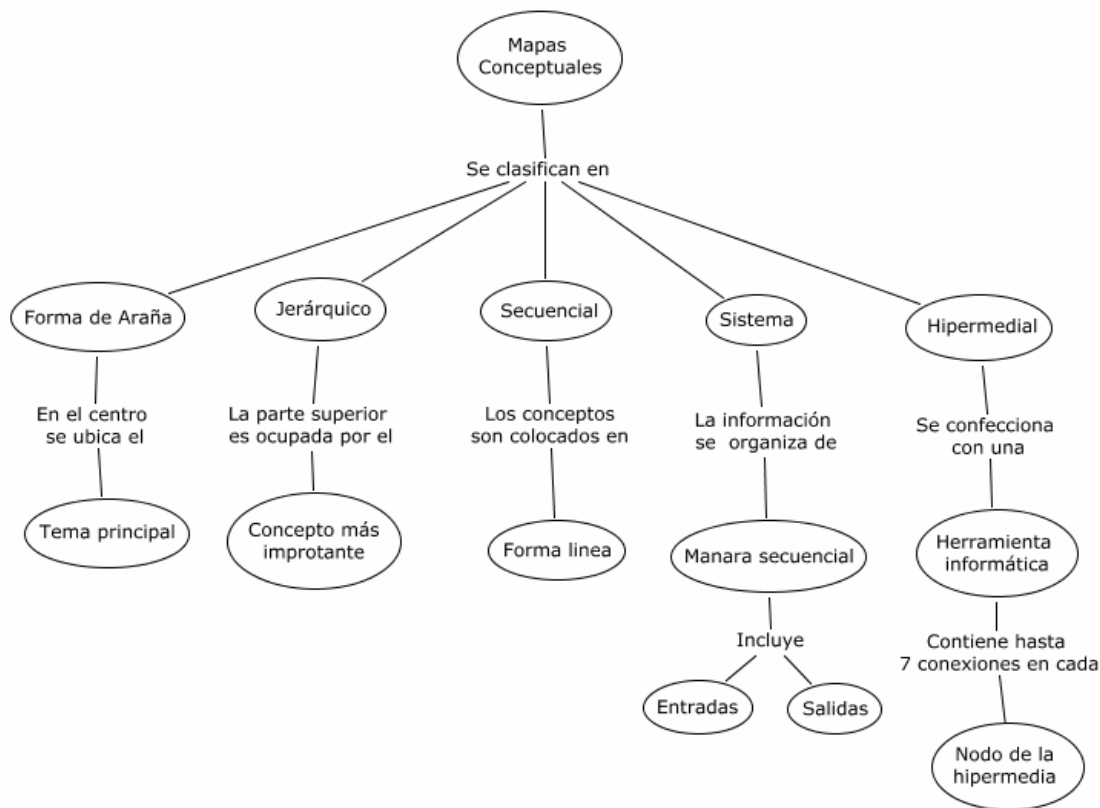 Mapas
Conceptuales
Se clasifican en
Forma de Araña
Jerárquico
Secuencial
Sistema
Hipermedial
En el centro
se ubica el
La parte superior
es ocupada por el
Los conceptos
son colocados en
La información
se organiza de
Se confecciona
con una
Tema principal
Concepto más
improtante
Forma linea
Manara secuencial
Herramienta
informática
Incluye
Contiene hasta
7 conexiones en cada
Entradas
Salidas
Nodo de la
hipermedia